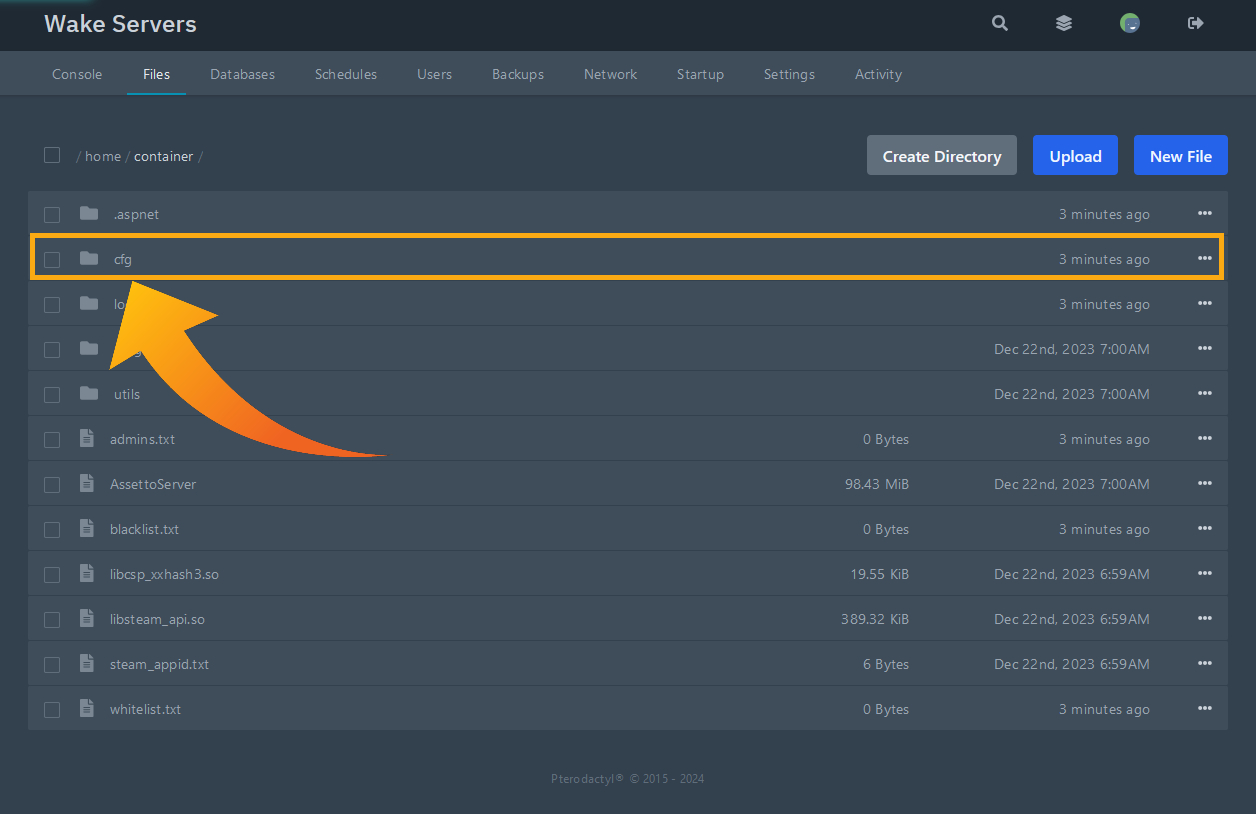 Wake Servers
Console Files Databases Schedules Users Backups Network Startup Settings Activity
/ home / container /
Create Directory Upload New File
.aspnet 3 minutes ago
cfg 3 minutes ago
3 minutes ago
Dec 22nd, 2023 7:00AM
utils Dec 22nd, 2023 7:00AM
admins.txt 0 Bytes 3 minutes ago
AssettoServer 98.43 MiB Dec 22nd, 2023 7:00AM
blacklist.txt 0 Bytes 3 minutes ago
libcsp_xxhash3.so 19.55 KiB Dec 22nd, 2023 6:59AM
libsteam_api.so 389.32 KiB Dec 22nd, 2023 6:59AM
steam_appid.txt 6 Bytes Dec 22nd, 2023 6:59AM
whitelist.txt 0 Bytes 3 minutes ago
Pterodactyl® © 2015 - 2024